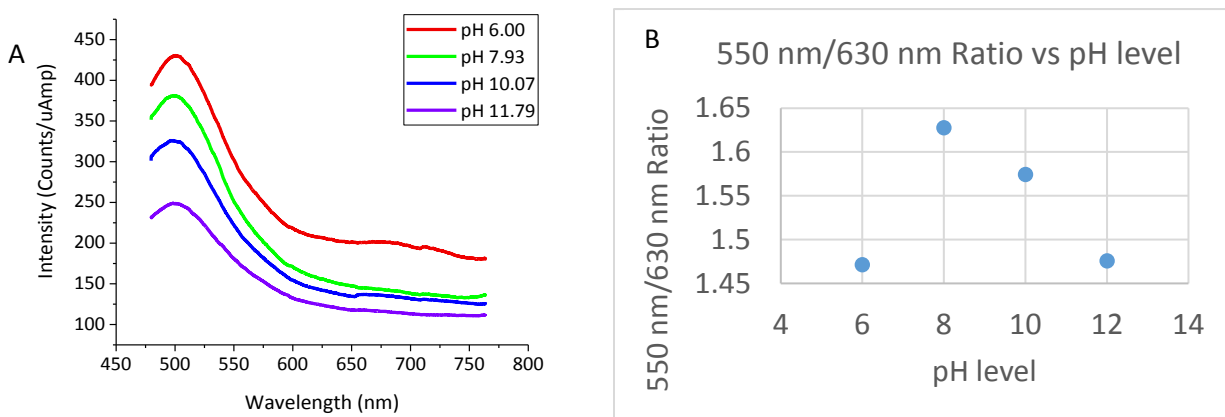 A
450
400
350
300
250
200
150
100
Intensity (Counts/uAmp)
pH 6.00
pH 7.93
pH 10.07
pH 11.79
450 500 550 600 650 700 750 800
Wavelength (nm)
B
550 nm/630 nm Ratio vs pH level
550 nm/630 nm Ratio
1.65
1.6
1.55
1.5
1.45
4 6 8 10 12 14
pH level